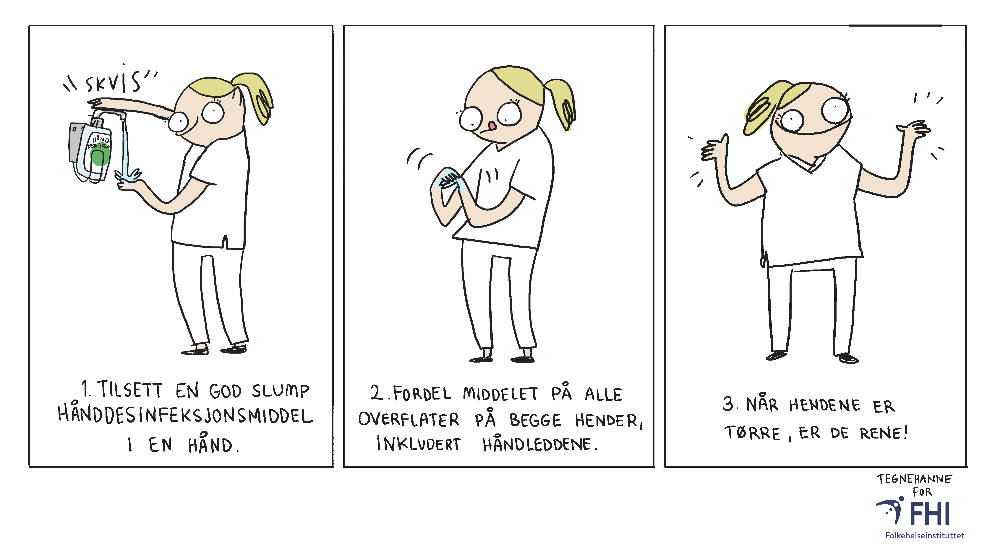 "SKVIS"
HÅND-
DESINFEKSJON
1. TILSETT EN GOD SLUMP
HÅNDDESINFEKSJONSMIDDEL
I EN HÅND.
2. FORDEL MIDDELET PÅ ALLE
OVERFLATER PÅ BEGGE HENDER,
INKLUDERT HÅNDLEDDENE.
3. NÅR HENDENE ER
TØRRE, ER DE RENE!
TEGNEHANNE
FOR
FHI
Folkehelseinstituttet